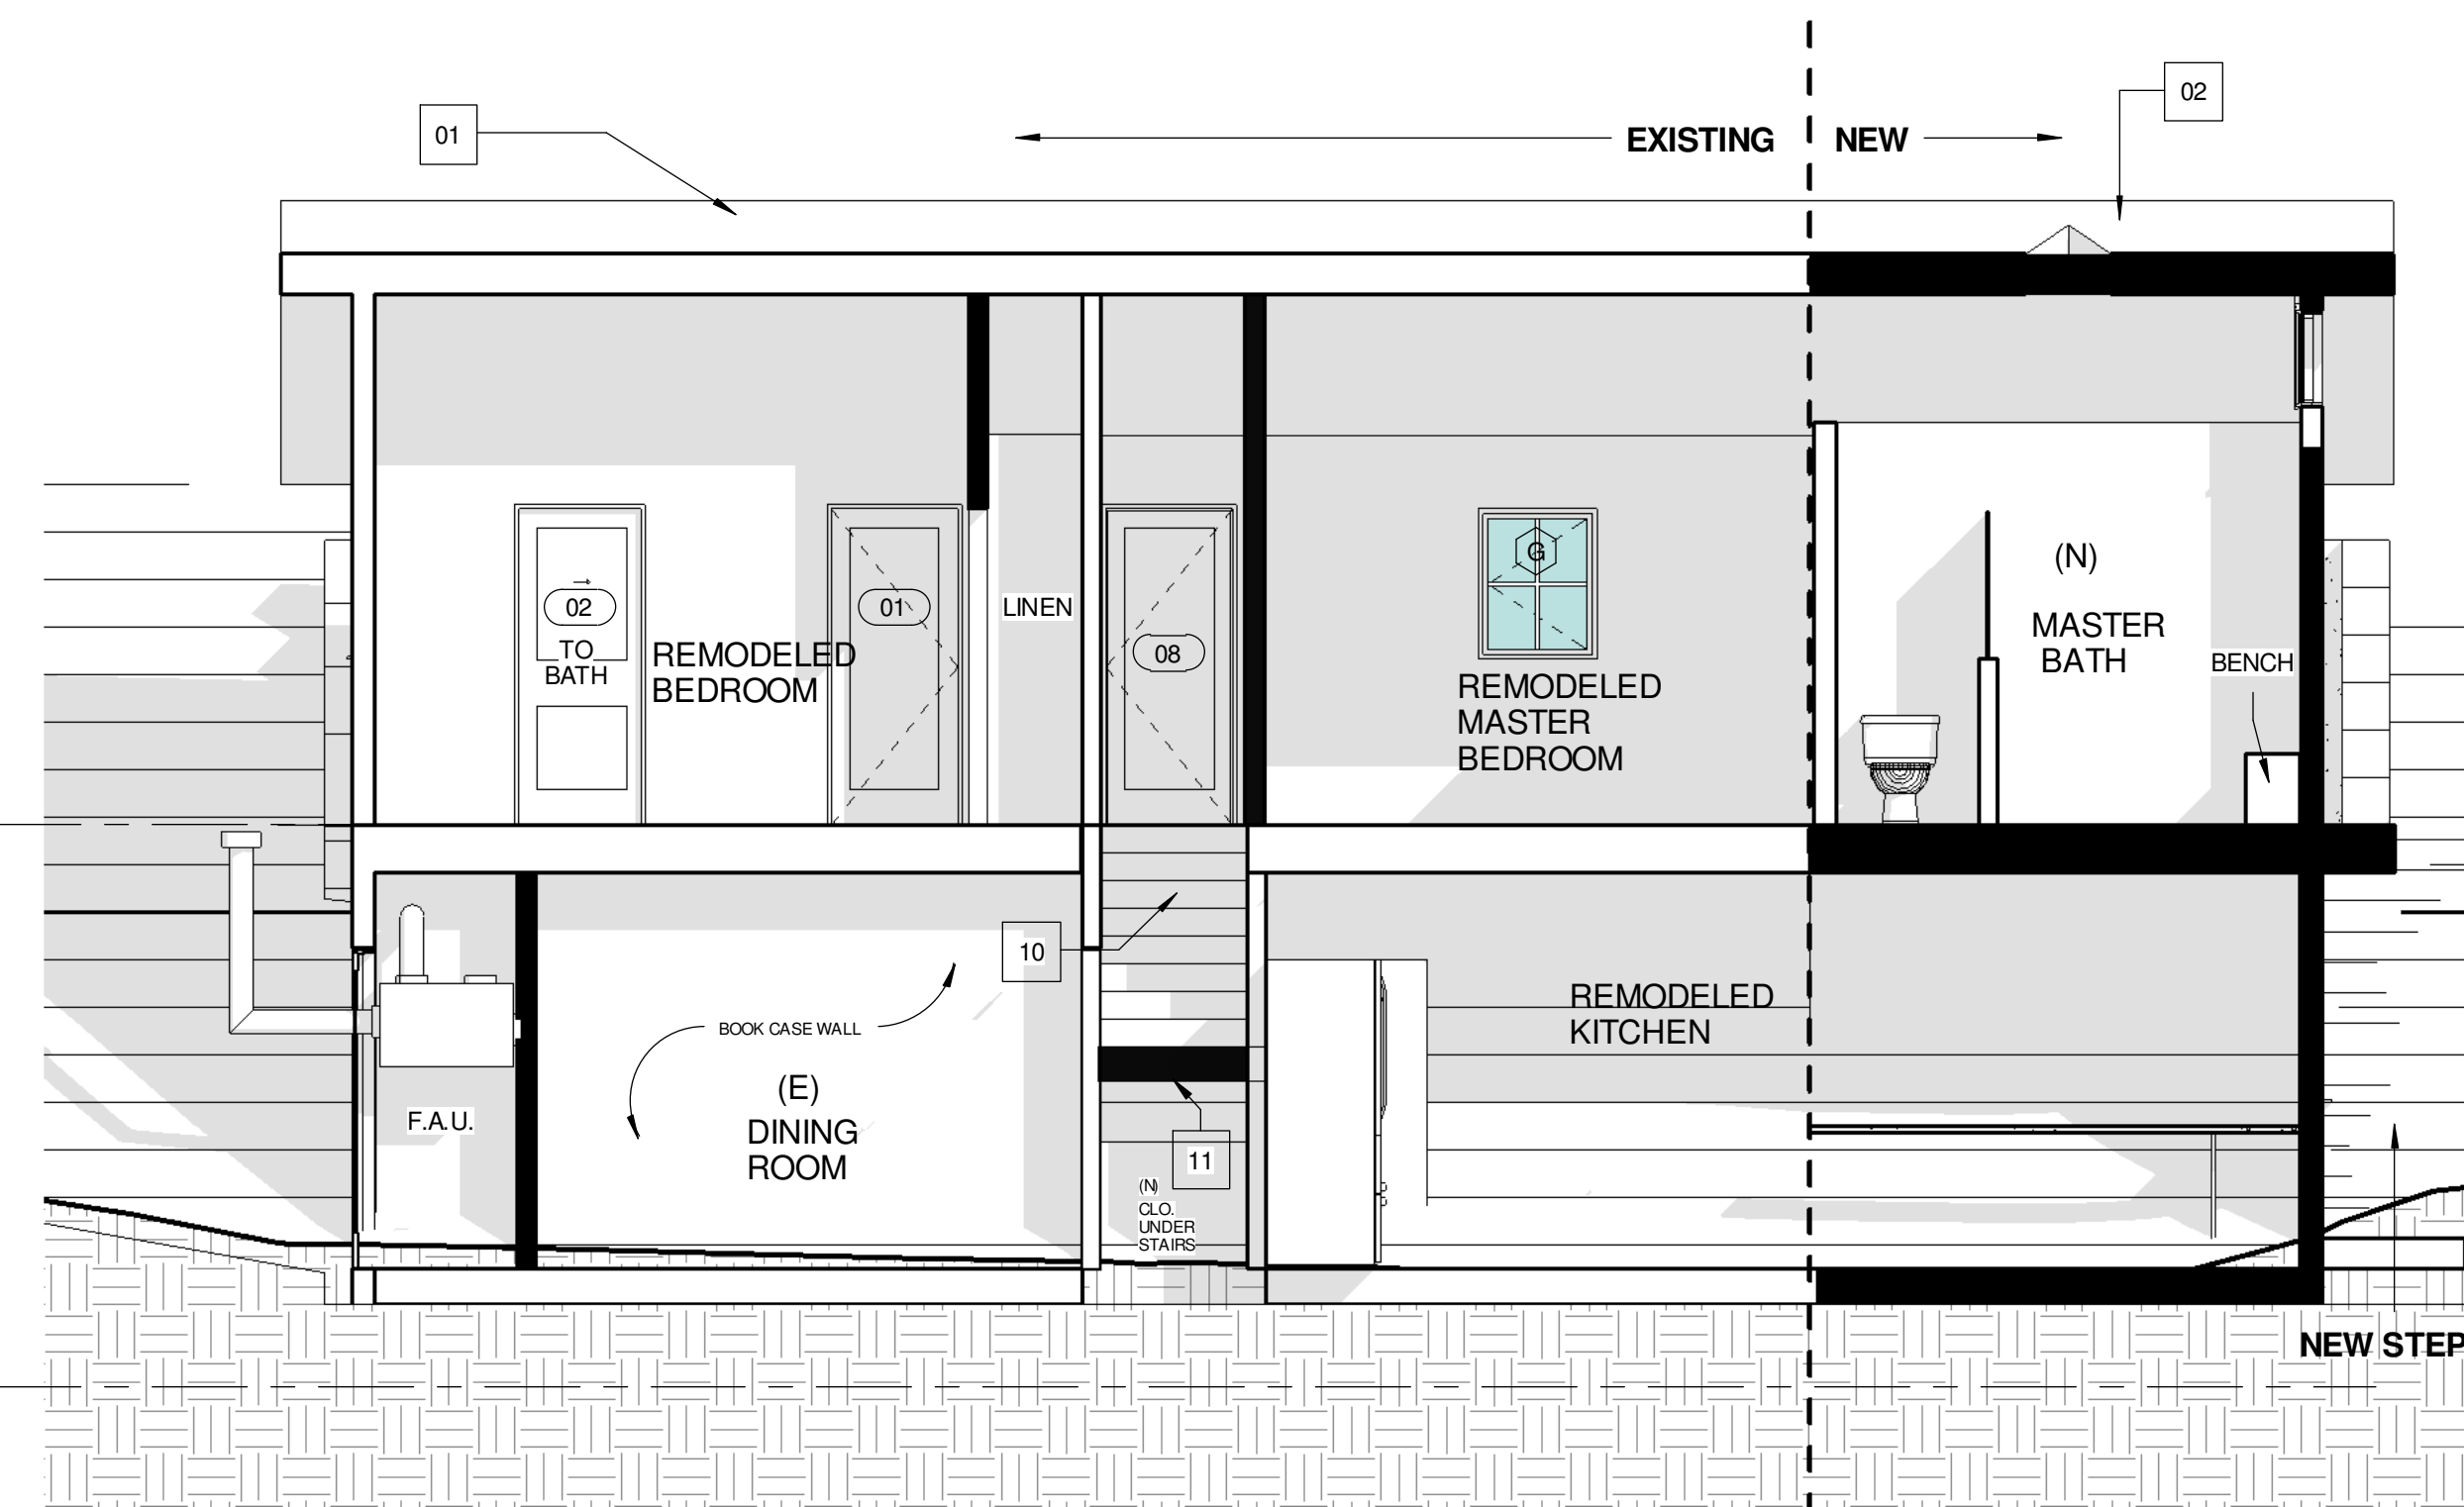 02
01
EXISTING
NEW
G
(N)
02
01
LINEN
MASTER
BATH
TO
BATH
REMODELED
BEDROOM
08
BENCH
REMODELED
MASTER
BEDROOM
10
REMODELED
KITCHEN
BOOK CASE WALL
(E)
DINING
ROOM
F.A.U.
11
(N)
CLO.
UNDER
STAIRS
NEW STEP